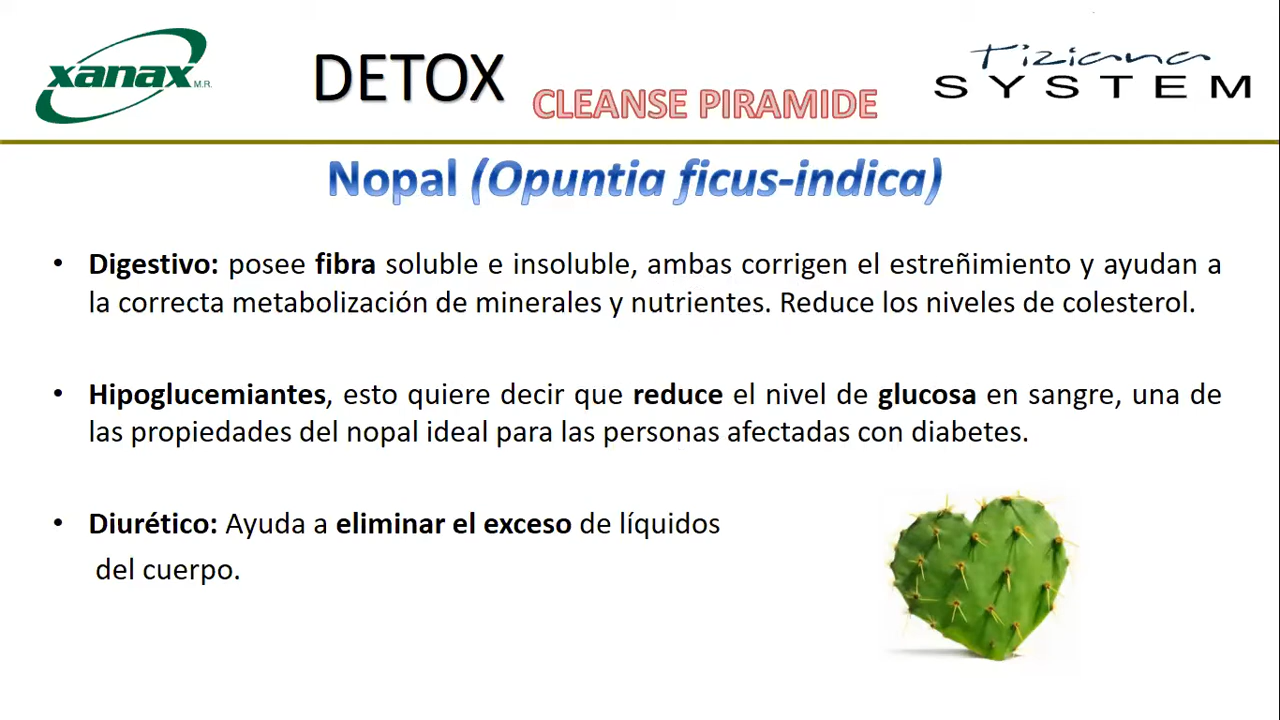 xanax M.R.
DETOX
CLEANSE PIRAMIDE
Tiziana
SYSTEM
Nopal (Opuntia ficus-indica)
• Digestivo: posee fibra soluble e insoluble, ambas corrigen el estreñimiento y ayudan a
la correcta metabolización de minerales y nutrientes. Reduce los niveles de colesterol.
• Hipoglucemiantes, esto quiere decir que reduce el nivel de glucosa en sangre, una de
las propiedades del nopal ideal para las personas afectadas con diabetes.
• Diurético: Ayuda a eliminar el exceso de líquidos
del cuerpo.